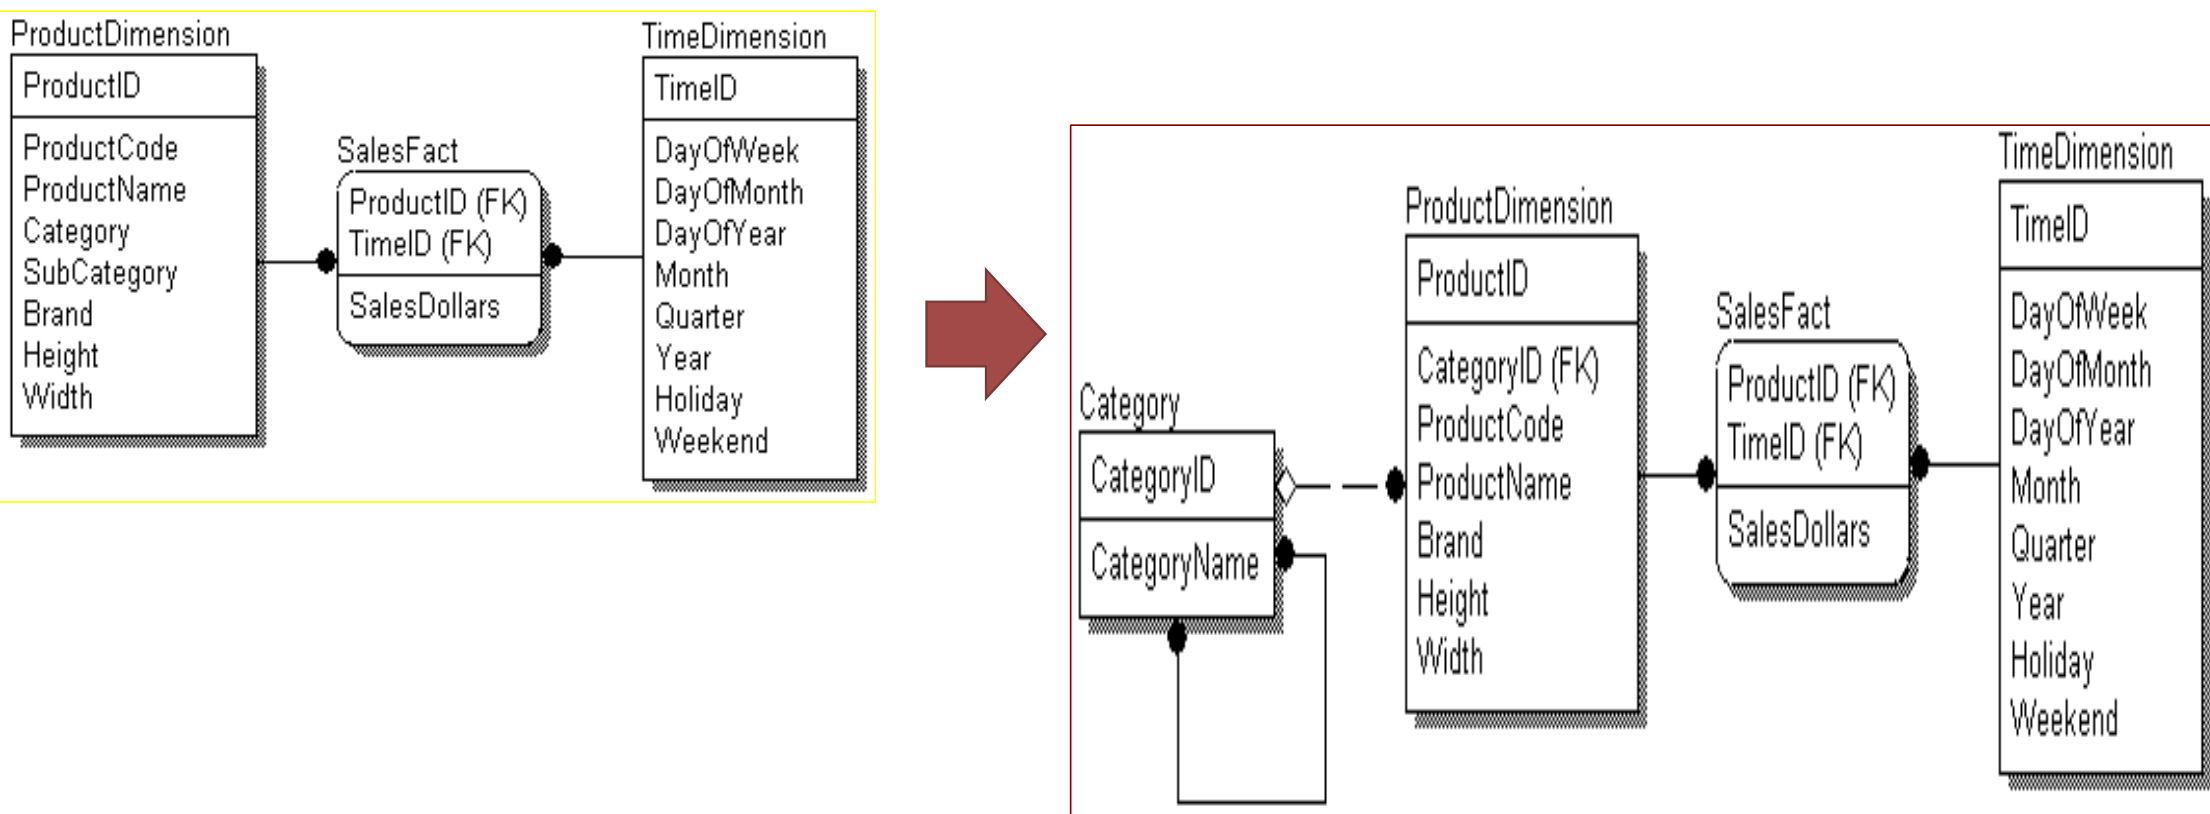 ProductDimension
ProductID
ProductCode
ProductName
Category
SubCategory
Brand
Height
Width
SalesFact
ProductID (FK)
TimeID (FK)
SalesDollars
TimeDimension
TimeID
DayOfWeek
DayOfMonth
DayOfYear
Month
Quarter
Year
Holiday
Weekend
Category
CategoryID
CategoryName
ProductDimension
ProductID
CategoryID (FK)
ProductCode
ProductName
Brand
Height
Width
SalesFact
ProductID (FK)
TimeID (FK)
SalesDollars
TimeDimension
TimeID
DayOfWeek
DayOfMonth
DayOfYear
Month
Quarter
Year
Holiday
Weekend